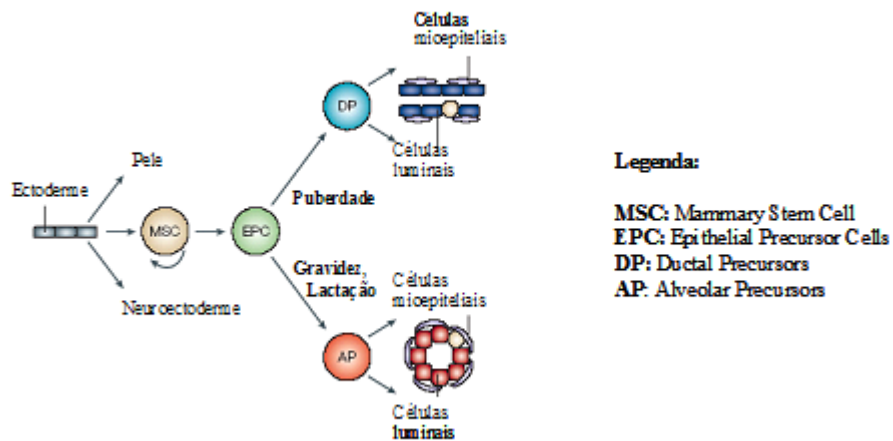 Células
mioepiteliais
DP
Células
luminais
Pele
Ectoderme
Puberdade
MSC
EPC
Neuroectoderme
Gravidez,
Lactação
Células
mioepiteliais
AP
Células
luminais
Legenda:
MSC: Mammary Stem Cell
EPC: Epithelial Precursor Cells
DP: Ductal Precursors
AP: Alveolar Precursors